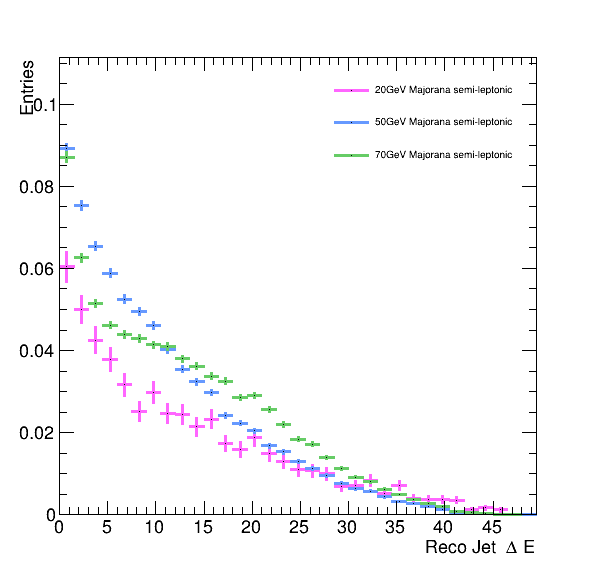 Entries
0.1
0.08
0.06
0.04
0.02
0
20GeV Majorana semi-leptonic
50GeV Majorana semi-leptonic
70GeV Majorana semi-leptonic
0 5 10 15 20 25 30 35 40 45
Reco Jet Δ E